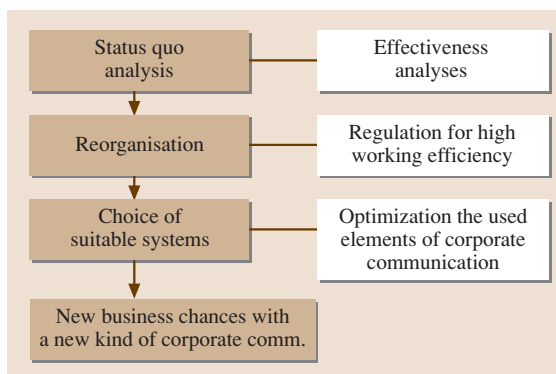 Status quo
analysis
Effectiveness
analyses
Reorganisation
Regulation for high
working efficiency
Choice of
suitable systems
Optimization the used
elements of corporate
communication
New business chances with
a new kind of corporate comm.